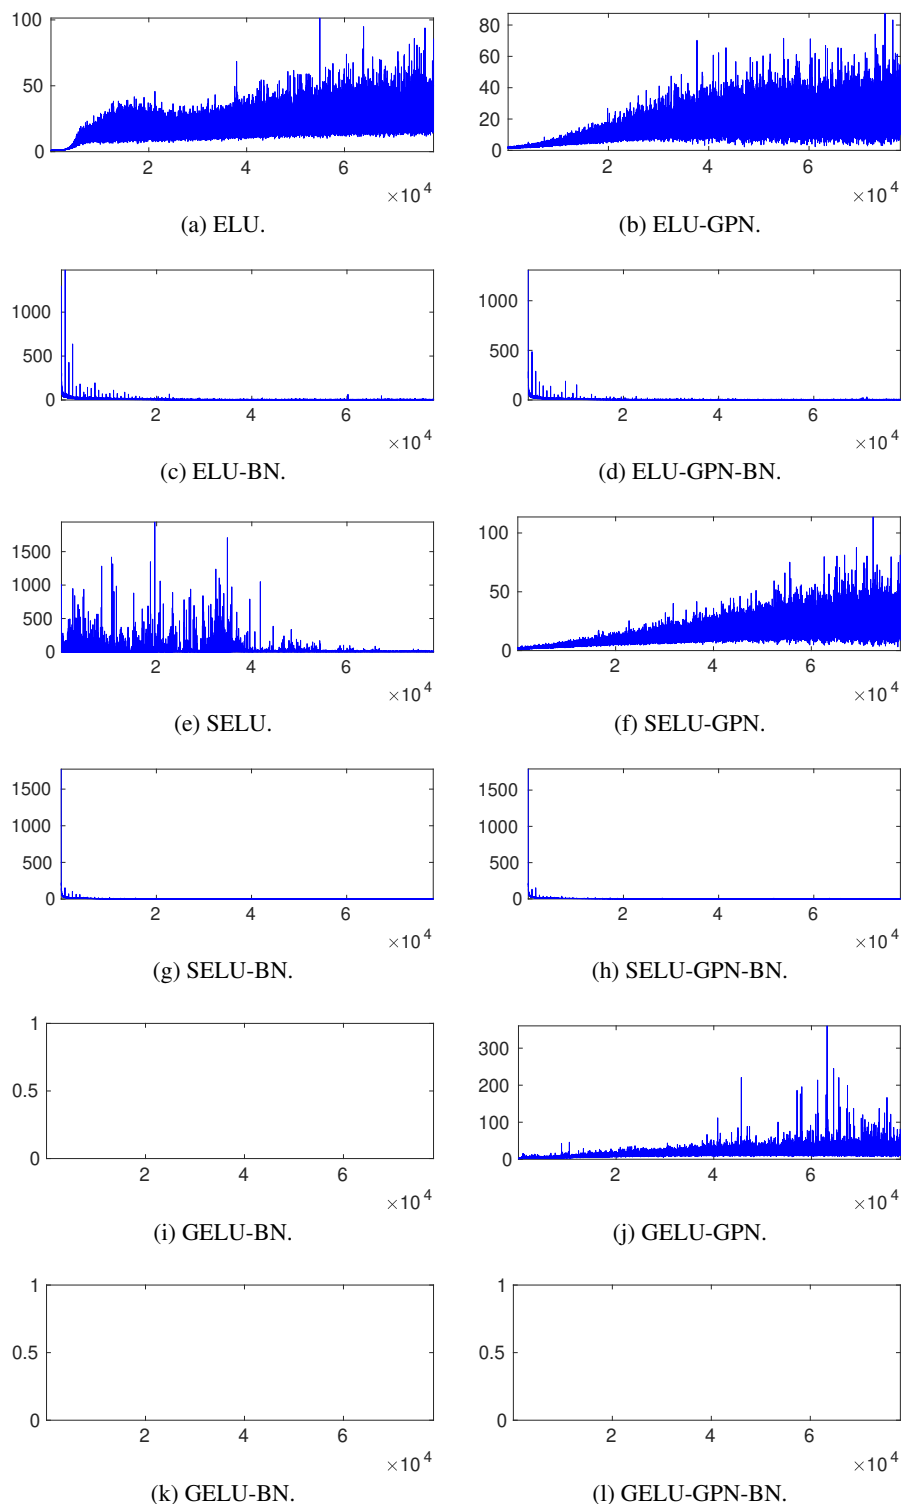 100
50
0
2 4 6
×10^4
(a) ELU.
80
60
40
20
0
2 4 6
×10^4
(b) ELU-GPN.
1000
500
0
2 4 6
×10^4
(c) ELU-BN.
1000
500
0
2 4 6
×10^4
(d) ELU-GPN-BN.
1500
1000
500
0
2 4 6
×10^4
(e) SELU.
100
50
0
2 4 6
×10^4
(f) SELU-GPN.
1500
1000
500
0
2 4 6
×10^4
(g) SELU-BN.
1500
1000
500
0
2 4 6
×10^4
(h) SELU-GPN-BN.
1
0.5
0
2 4 6
×10^4
(i) GELU-BN.
300
200
100
0
2 4 6
×10^4
(j) GELU-GPN.
1
0.5
0
2 4 6
×10^4
(k) GELU-BN.
1
0.5
0
2 4 6
×10^4
(l) GELU-GPN-BN.